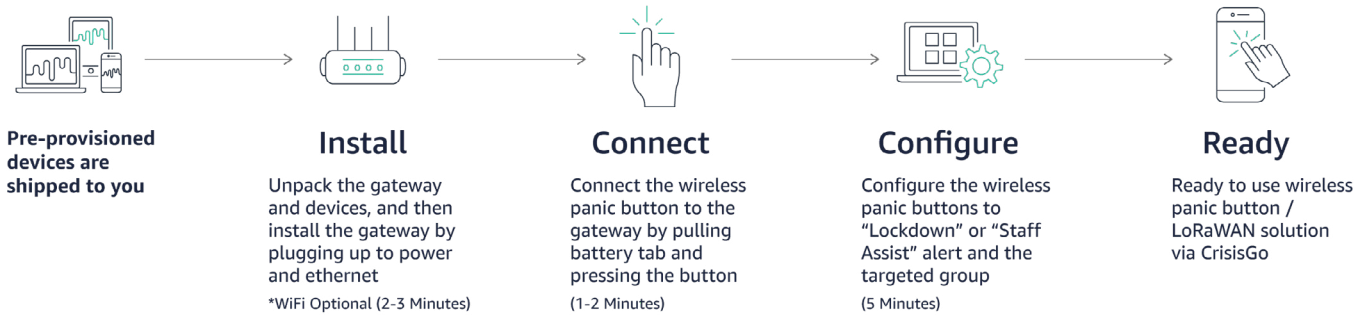 Pre-provisioned
devices are
shipped to you
Install
Unpack the gateway
and devices, and then
install the gateway by
plugging up to power
and ethernet
*WiFi Optional (2-3 Minutes)
Connect
Connect the wireless
panic button to the
gateway by pulling
battery tab and
pressing the button
(1-2 Minutes)
Configure
Configure the wireless
panic buttons to
“Lockdown” or “Staff
Assist” alert and the
targeted group
(5 Minutes)
Ready
Ready to use wireless
panic button /
LoRaWAN solution
via CrisisGo